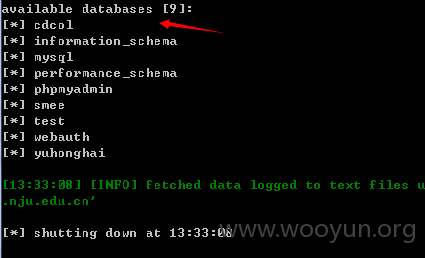 available databases [9]:
[*] cdcol
[*] information_schema
[*] mysql
[*] performance_schema
[*] phpmyadmin
[*] smee
[*] test
[*] webauth
[*] yuhonghai
[13:33:08] [INFO] fetched data logged to text files u
.nju.edu.cn'
[*] shutting down at 13:33:08
www.wooyun.org